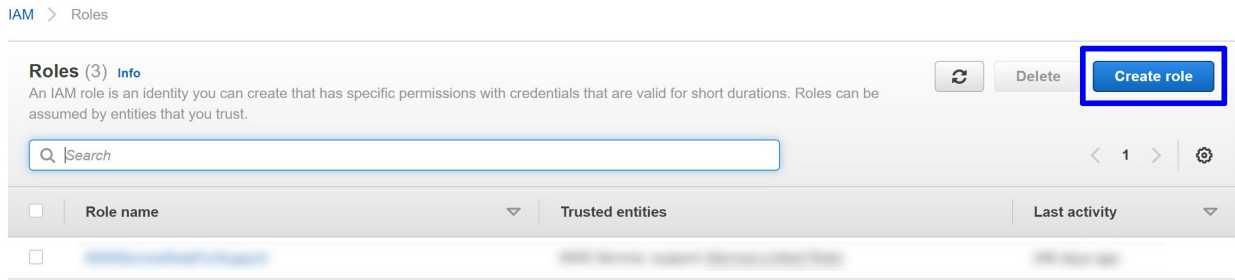 IAM > Roles
Roles (3) Info
Delete
Create role
An IAM role is an identity you can create that has specific permissions with credentials that are valid for short durations. Roles can be
assumed by entities that you trust.
Search
< 1 >
Role name
Trusted entities
Last activity